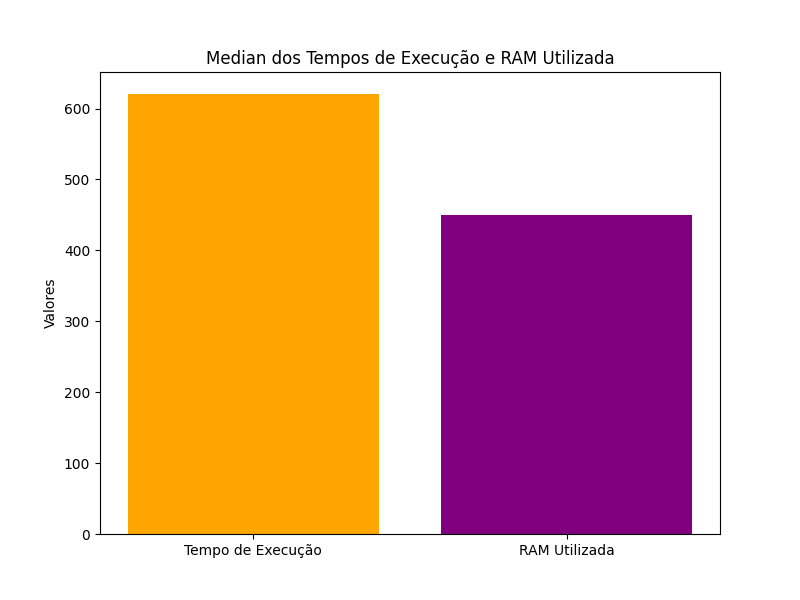 Median dos Tempos de Execução e RAM Utilizada
600
500
400
300
200
100
0
Valores
Tempo de Execução
RAM Utilizada